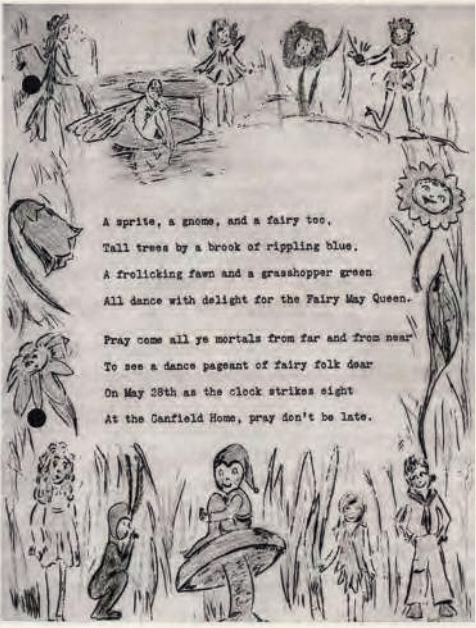 A sprite, a gnome, and a fairy too,
Tall trees by a brook of rippling blue,
A frolicking fawn and a grasshopper green
All dance with delight for the Fairy May Queen.
Pray come all ye mortals from far and from near
To see a dance pageant of fairy folk dear
On May 28th as the clock strikes eight
At the Canfield Home, pray don't be late.